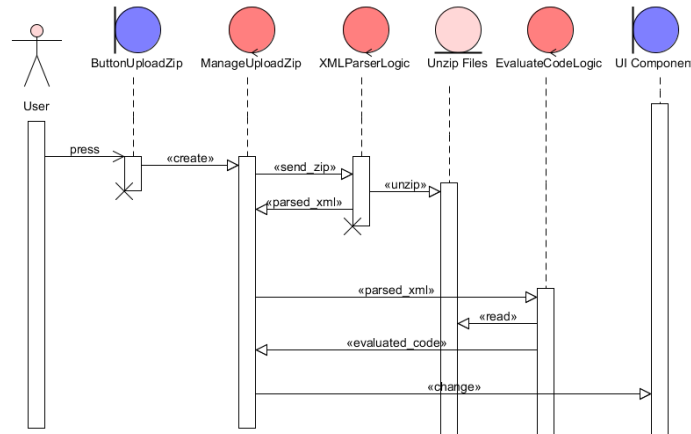 ButtonUploadZip
ManageUploadZip
XMLParserLogic
Unzip Files
EvaluateCodeLogic
UI Componen
User
press
«create»
«send_zip»
«unzip»
«parsed_xml»
«parsed_xml»
«read»
«evaluated_code»
«change»